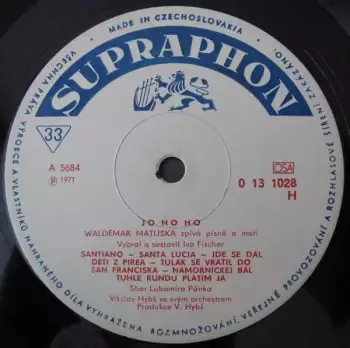 MADE IN CZECHOSLOVAKIA
SUPRAPHON
VŠECHNA PRÁVA VÝROBCE A VLASTNÍKŮ NAHRANÉHO DÍLA VYHRAŽENA. ROZMNOŽOVÁNÍ, VEŘEJNÉ PROVOZOVÁNÍ A ROZHLASOVÉ ŠÍŘENÍ ZAKÁZÁNO.
33
A 5684
Ⓟ 1971
OSA
0 13 1028
H
JO HO HO
WALDEMAR MATUŠKA zpívá písně o moři
Vybral a sestavil Ivo Fischer
SANTIANO – SANTA LUCIA – JDE SE DÁL
DĚTI Z PIREA – TULÁK SE VRÁTIL DO
SAN FRANCISKA – NÁMOŘNICKEJ BÁL
TUHLE RUNDU PLATÍM JÁ
Sbor Lubomíra Pánka
Václav Hybš se svým orchestrem
Produkce V. Hybš